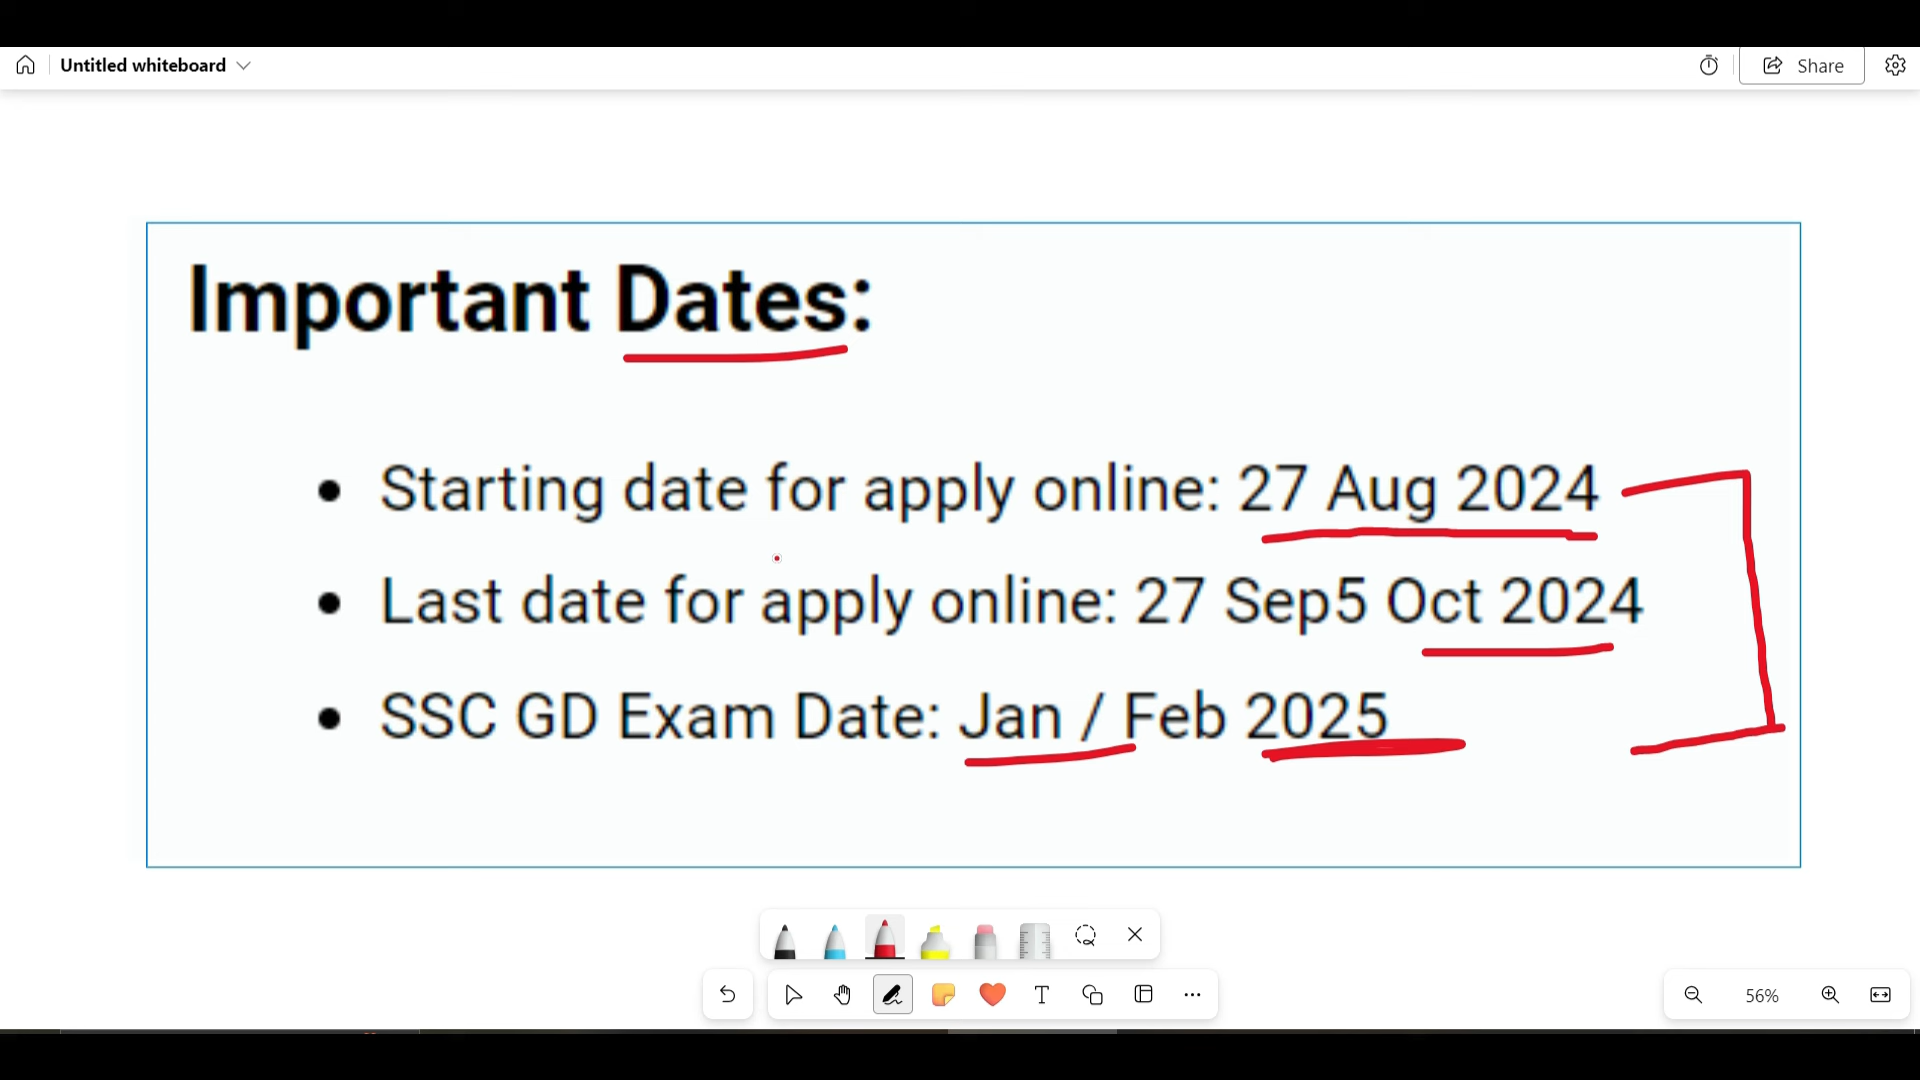 Untitled whiteboard
Share
Important Dates:
Starting date for apply online: 27 Aug 2024
Last date for apply online: 27 Sep5 Oct 2024
SSC GD Exam Date: Jan / Feb 2025
56%